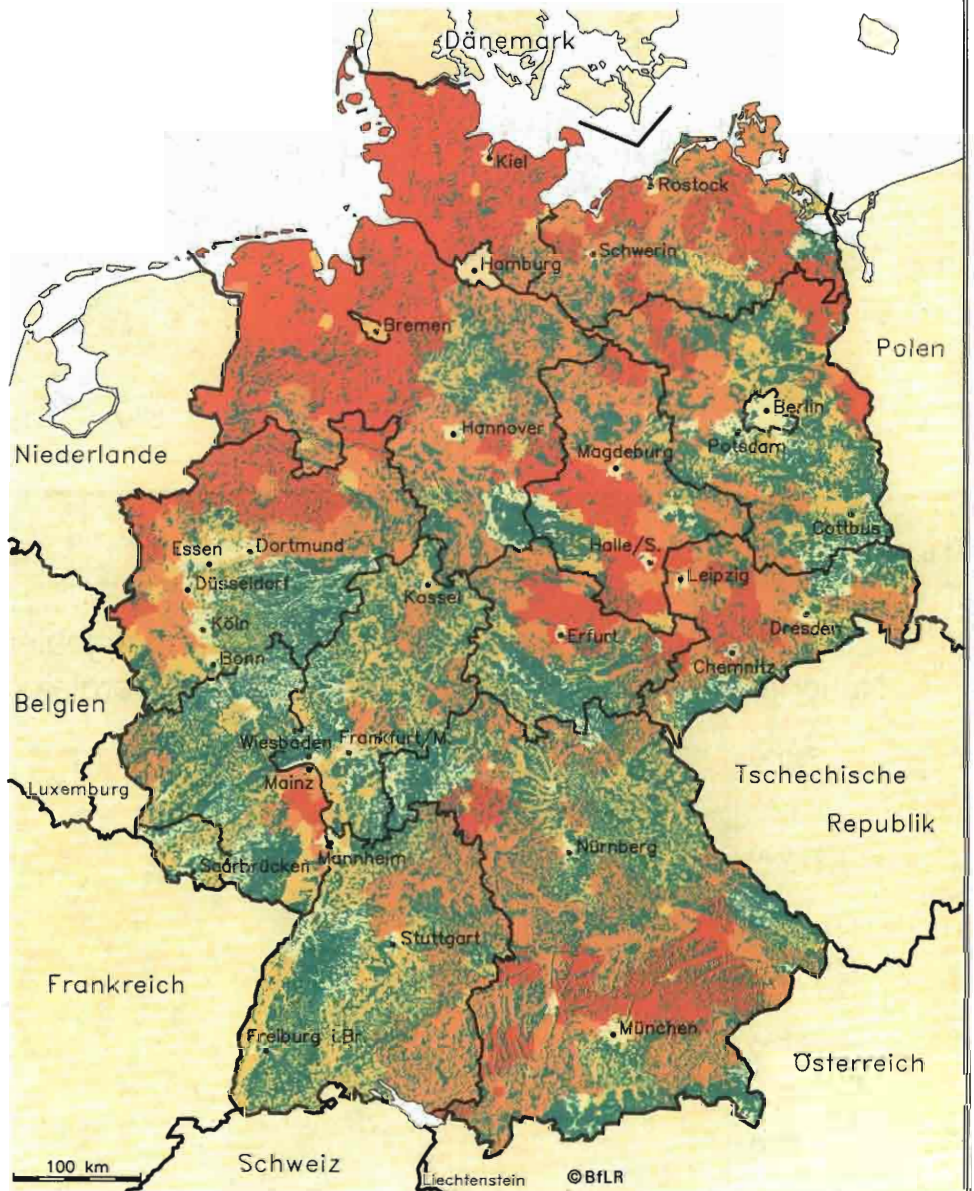 Dänemark
Kiel
Rostock
Hamburg
Schwerin
Bremen
Polen
Berlin
Hannover
Potsdam
Niederlande
Magdeburg
Cottbus
Essen
Dortmund
Halle/S.
Leipzig
Düsseldorf
Kassel
Köln
Erfurt
Dresden
Bonn
Chemnitz
Belgien
Wiesbaden
Frankfurt/M.
Mainz
Tschechische
Luxemburg
Republik
Saarbrücken
Mannheim
Nürnberg
Stuttgart
Frankreich
München
Freiburg i.Br.
Österreich
100 km
Schweiz
Liechtenstein
©BfLR